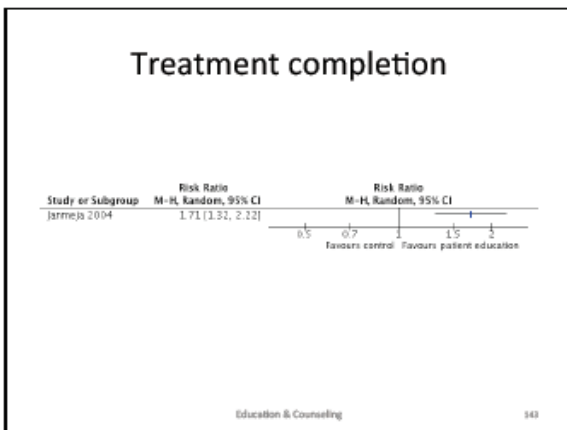 Treatment completion
Risk Ratio Risk Ratio
Study or Subgroup M-H, Random, 95% CI M-H, Random, 95% CI
Janmeja 2004 1.71 [1.32, 2.22]
0.5 0.7 1 1.5 2
Favours control Favours patient education
Education & Counseling 143